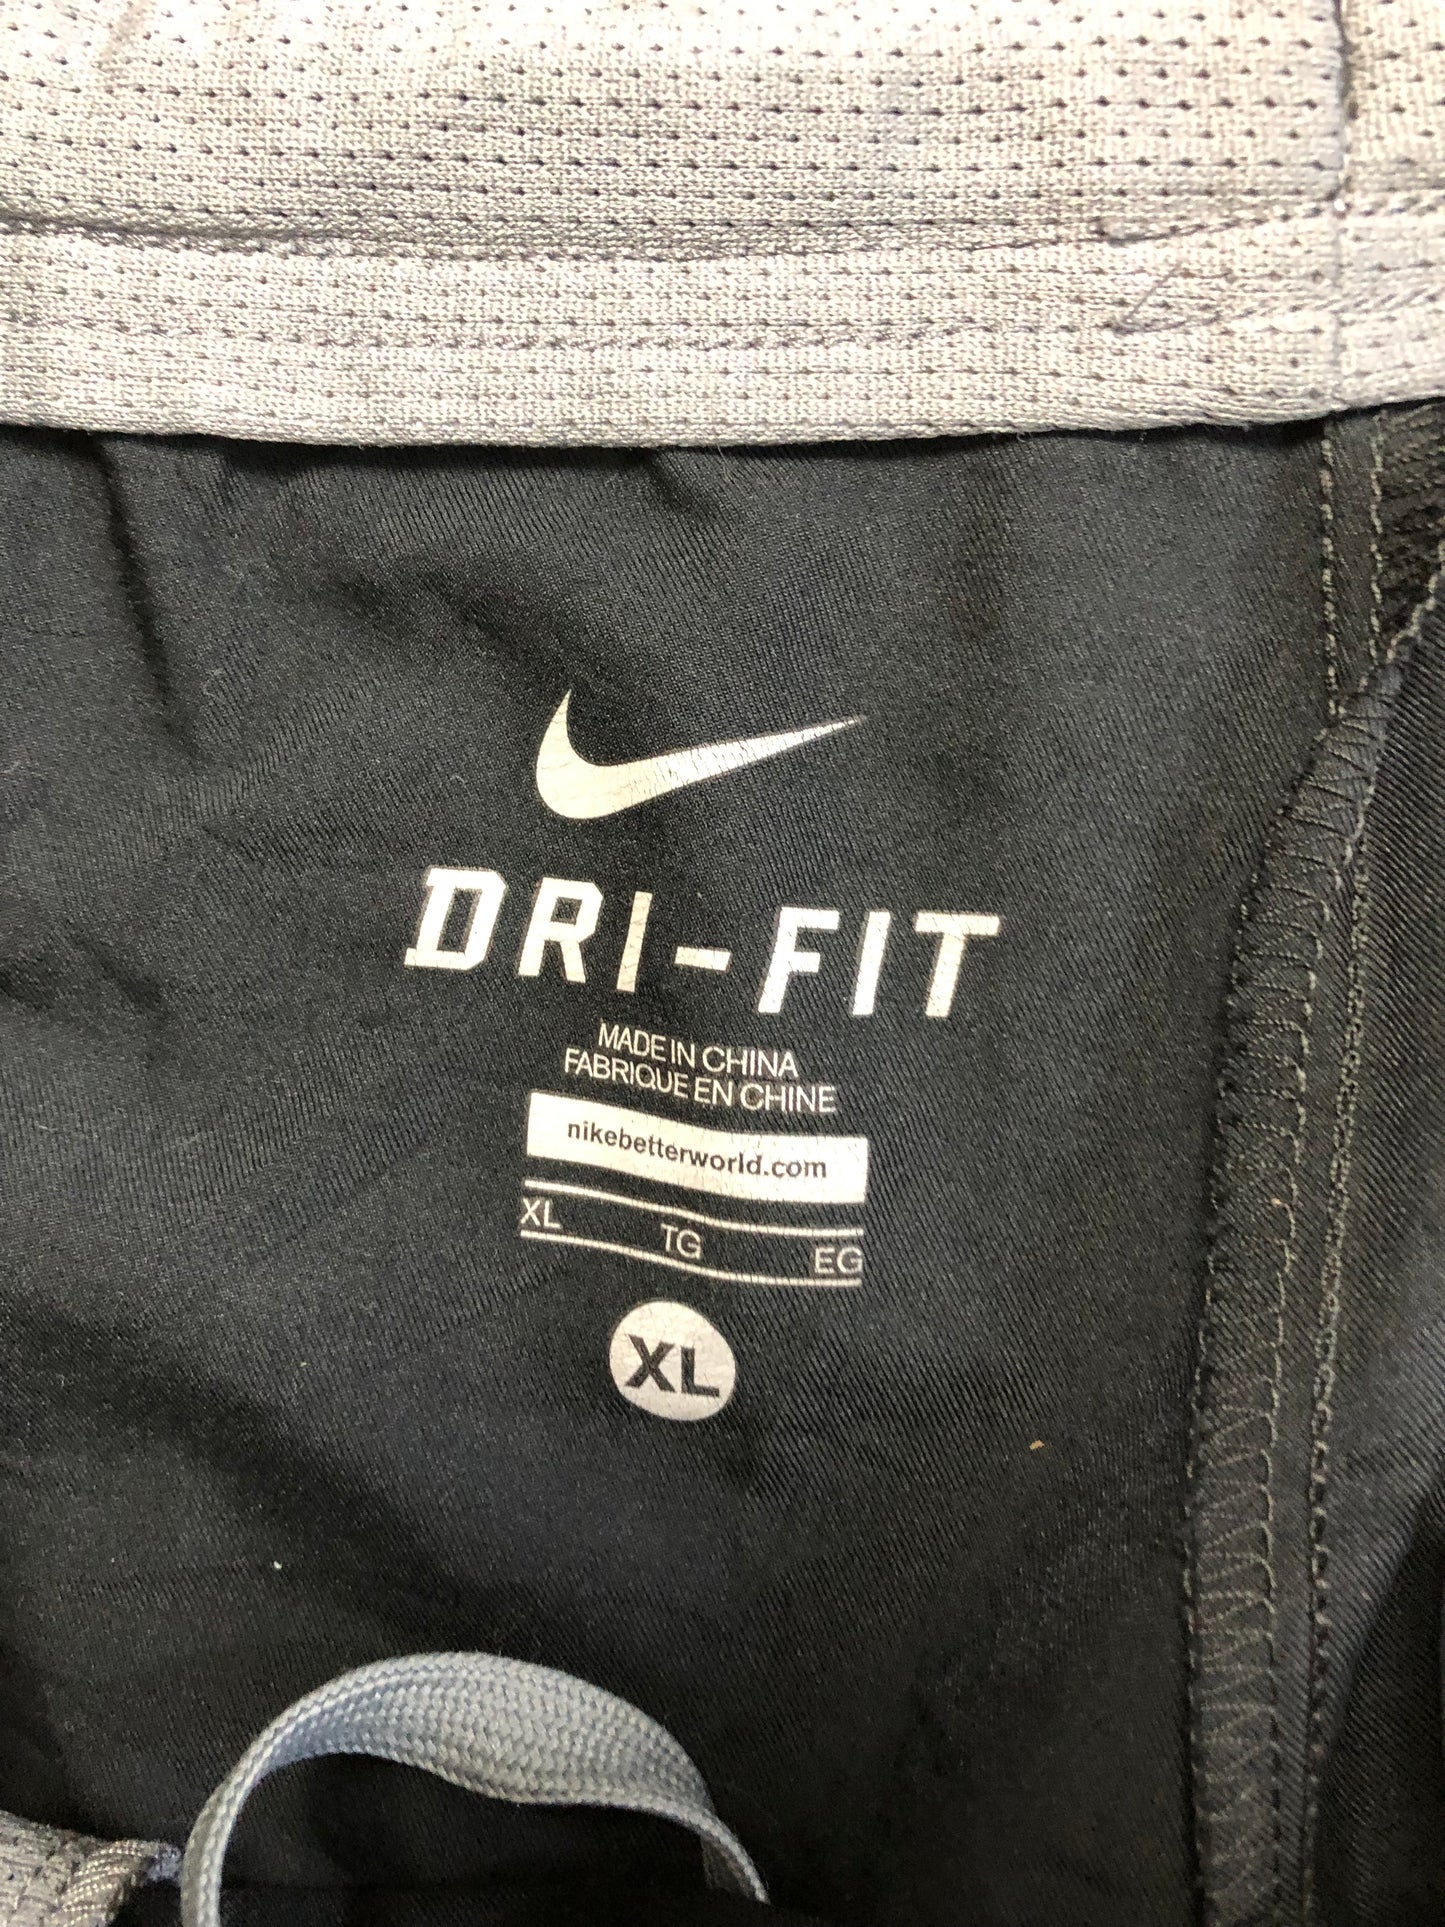 DRI-FIT
MADE IN CHINA
FABRIQUE EN CHINE
nikebetterworld.com
XL TG EG
XL